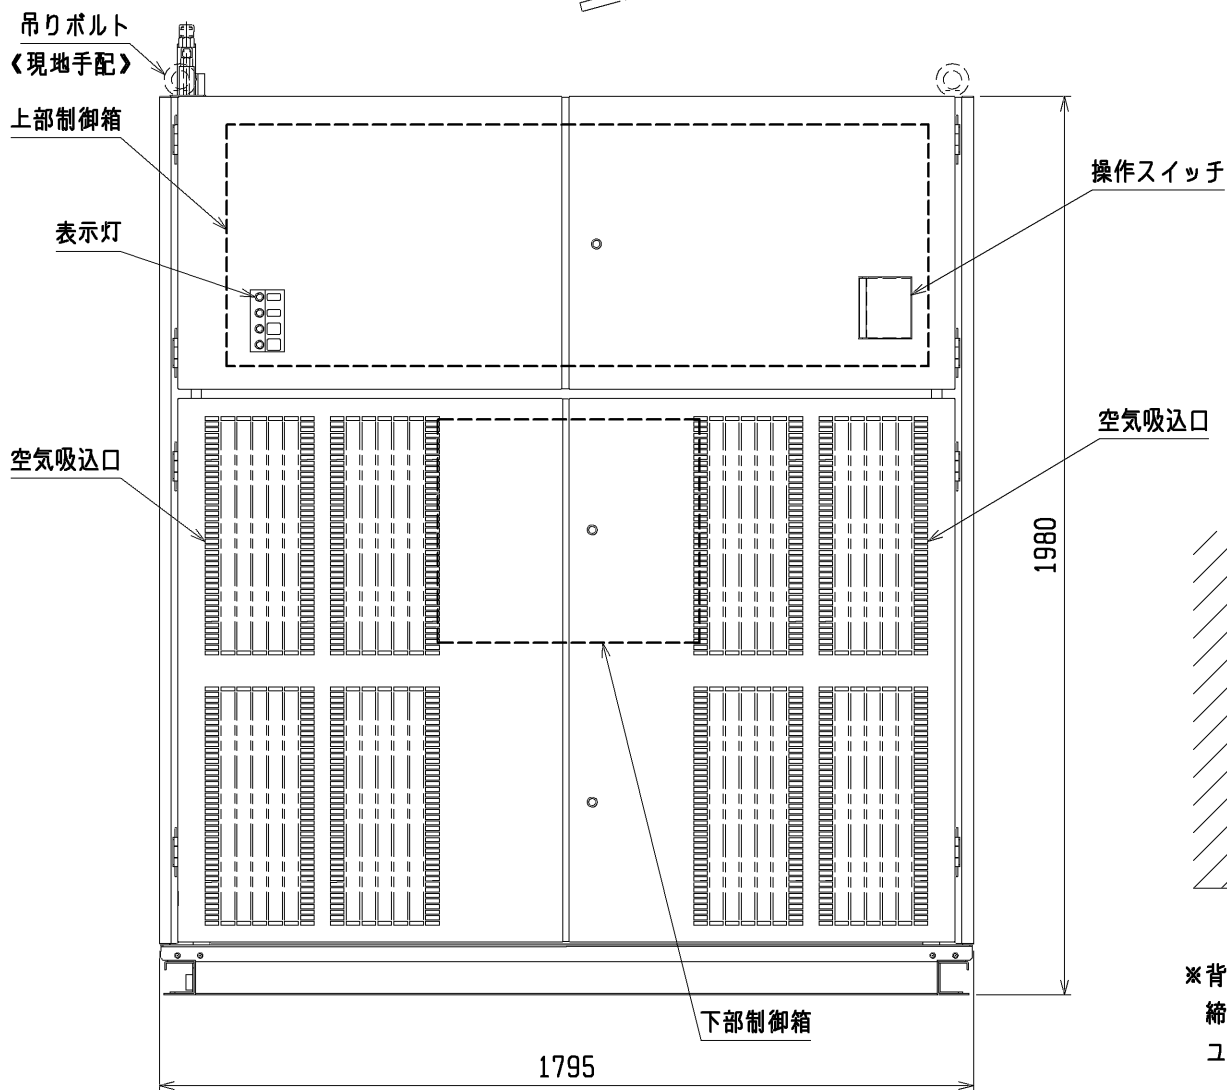 吊りボルト
《現地手配》
上部制御箱
操作スイッチ
表示灯
空気吸込口
空気吸込口
1980
※背
締
下部制御箱
ユ
1795